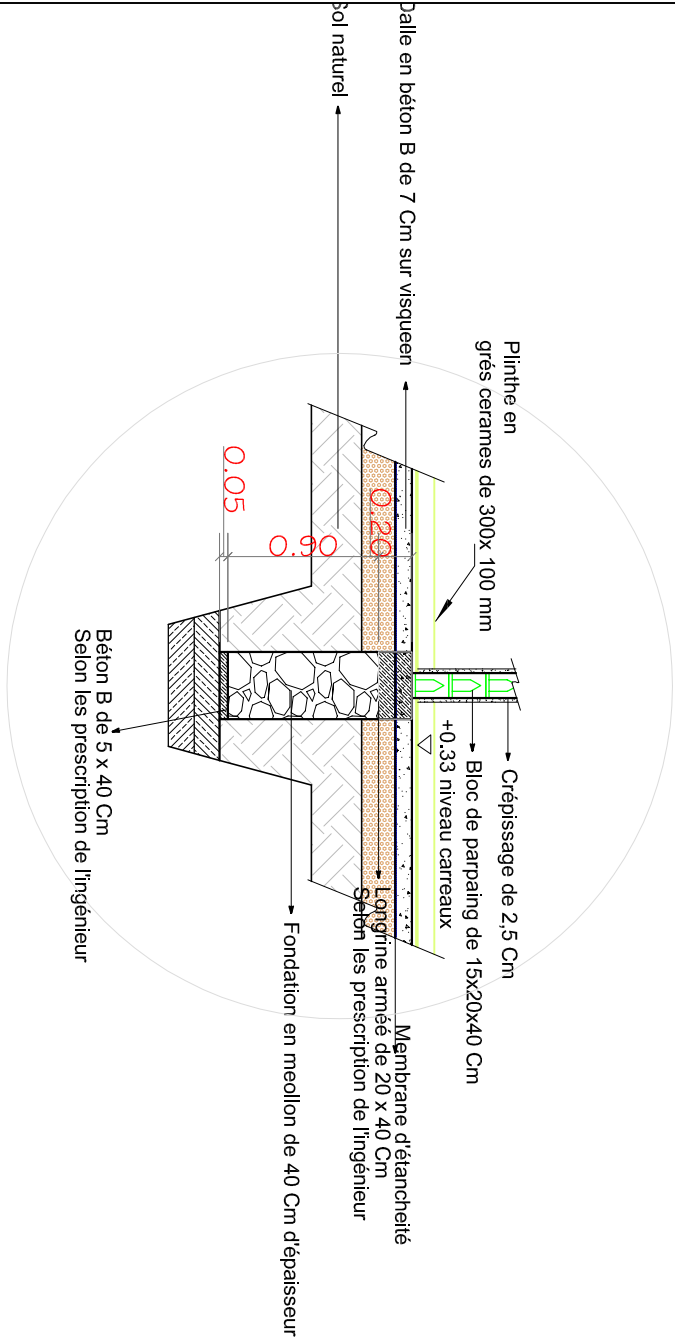 Plinthe en
grés cerames de 300x 100 mm
Crépissage de 2,5 Cm
Bloc de parpaing de 15x20x40 Cm
+0.33 niveau carreaux
Dalle en béton B de 7 Cm sur visqueen
Membrane d'étancheité
Longrine arméé de 20 x 40 Cm
Selon les prescription de l'ingénieur
0.20
Sol naturel
0.90
Fondation en meollon de 40 Cm d'épaisseur
0.05
Béton B de 5 x 40 Cm
Selon les prescription de l'ingénieur